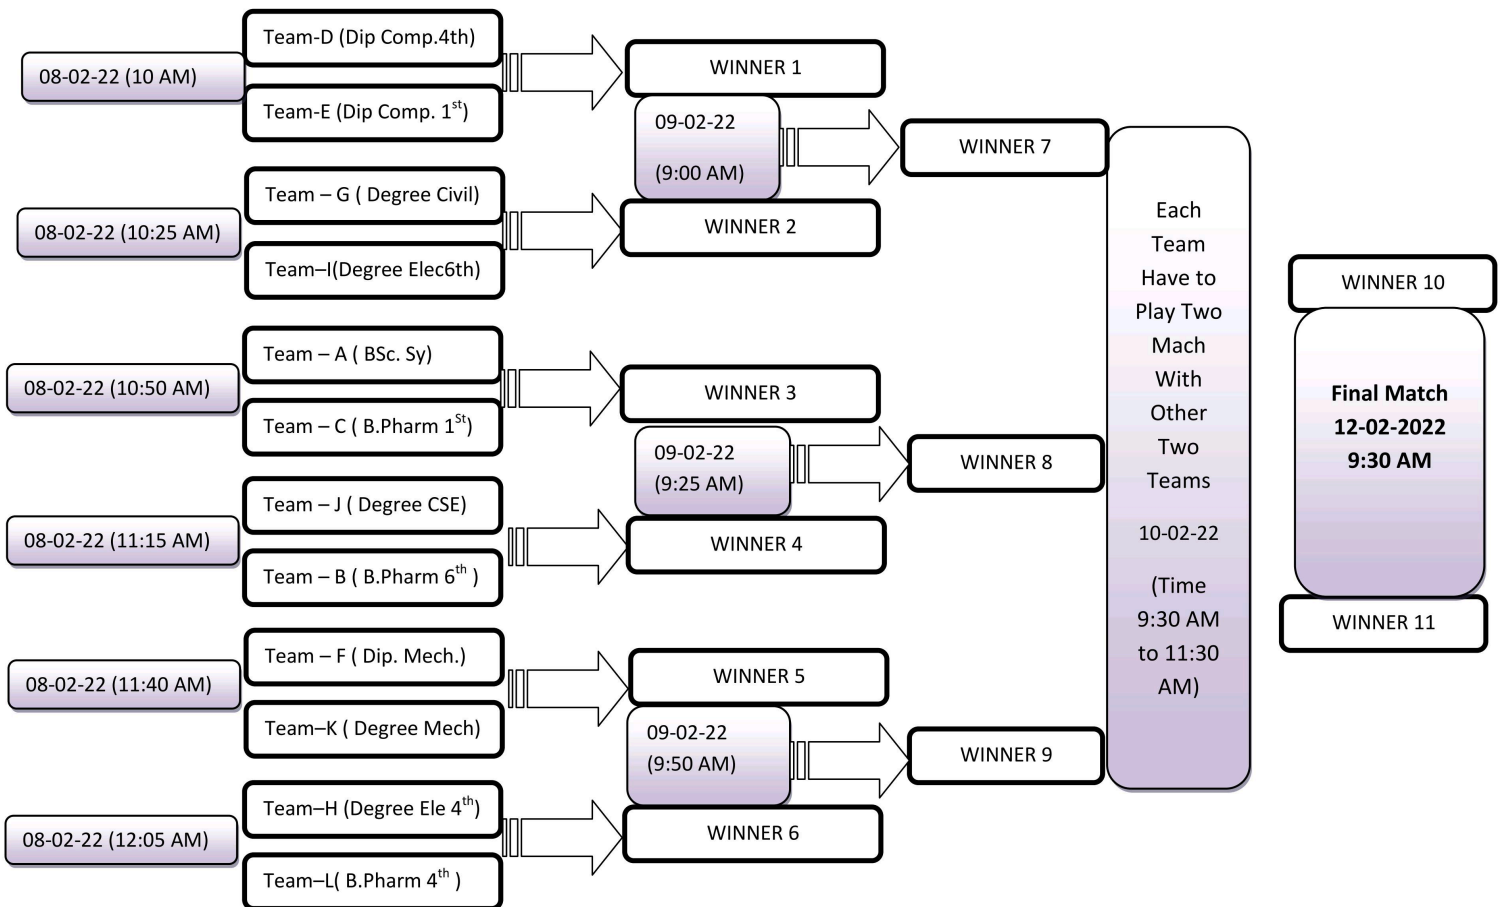 08-02-22 (10 AM)
Team-D (Dip Comp.4th)
Team-E (Dip Comp. 1st)
WINNER 1
09-02-22
(9:00 AM)
WINNER 7
08-02-22 (10:25 AM)
Team – G ( Degree Civil)
Team–I(Degree Elec6th)
WINNER 2
08-02-22 (10:50 AM)
Team – A ( BSc. Sy)
Team – C ( B.Pharm 1St)
WINNER 3
09-02-22
(9:25 AM)
WINNER 8
08-02-22 (11:15 AM)
Team – J ( Degree CSE)
Team – B ( B.Pharm 6th )
WINNER 4
08-02-22 (11:40 AM)
Team – F ( Dip. Mech.)
Team–K ( Degree Mech)
WINNER 5
09-02-22
(9:50 AM)
WINNER 9
08-02-22 (12:05 AM)
Team–H (Degree Ele 4th)
Team–L( B.Pharm 4th )
WINNER 6
Each
Team
Have to
Play Two
Mach
With
Other
Two
Teams
10-02-22
(Time
9:30 AM
to 11:30
AM)
WINNER 10
Final Match
12-02-2022
9:30 AM
WINNER 11